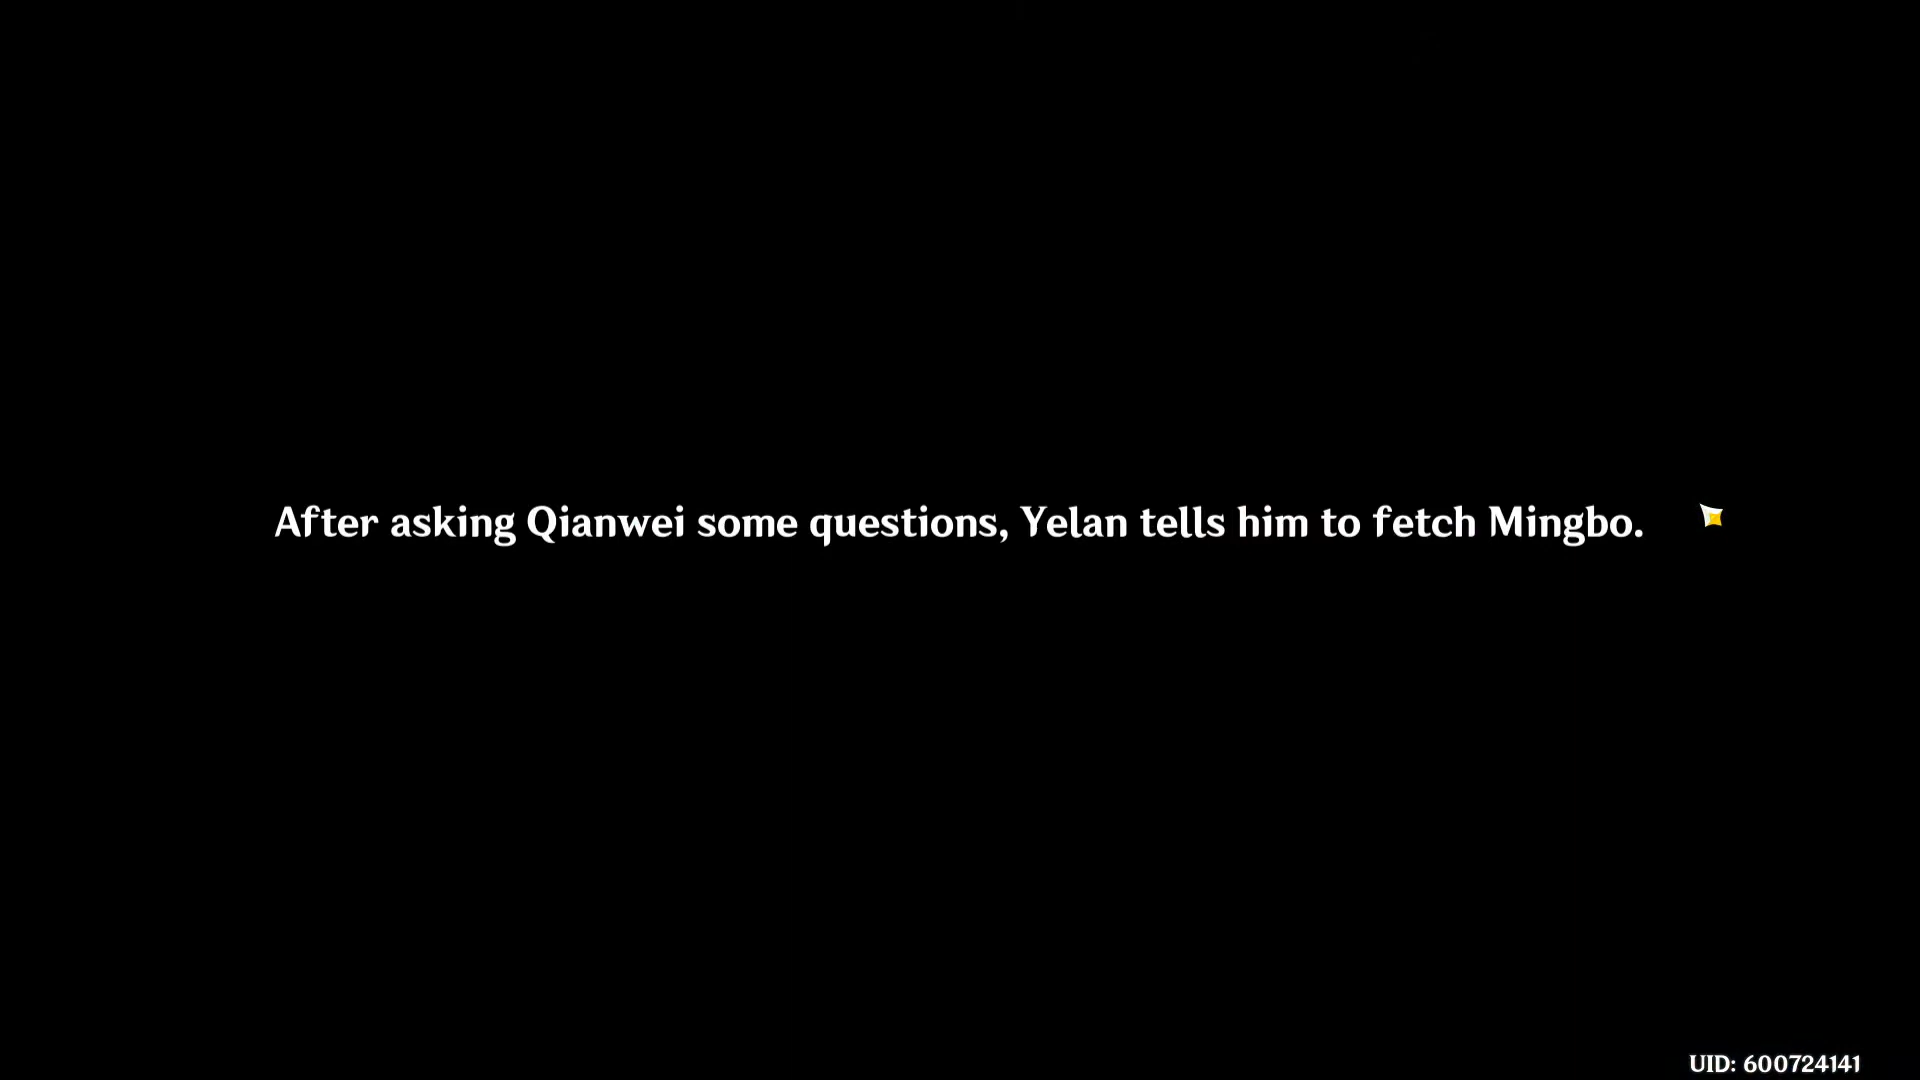 After asking Qianwei some questions, Yelan tells him to fetch Mingbo.
UID: 600724141